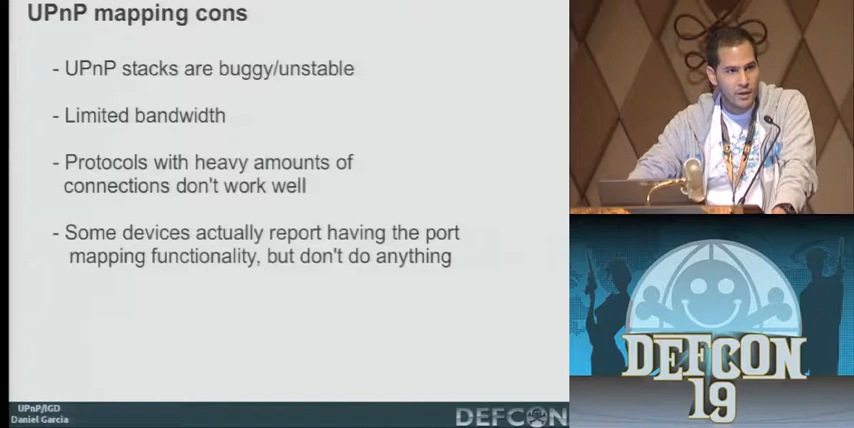 UPnP mapping cons
- UPnP stacks are buggy/unstable
- Limited bandwidth
- Protocols with heavy amounts of
connections don't work well
- Some devices actually report having the port
mapping functionality, but don't do anything
UPnP/IGD
Daniel Garcia
DEFCON
DEFCON
19